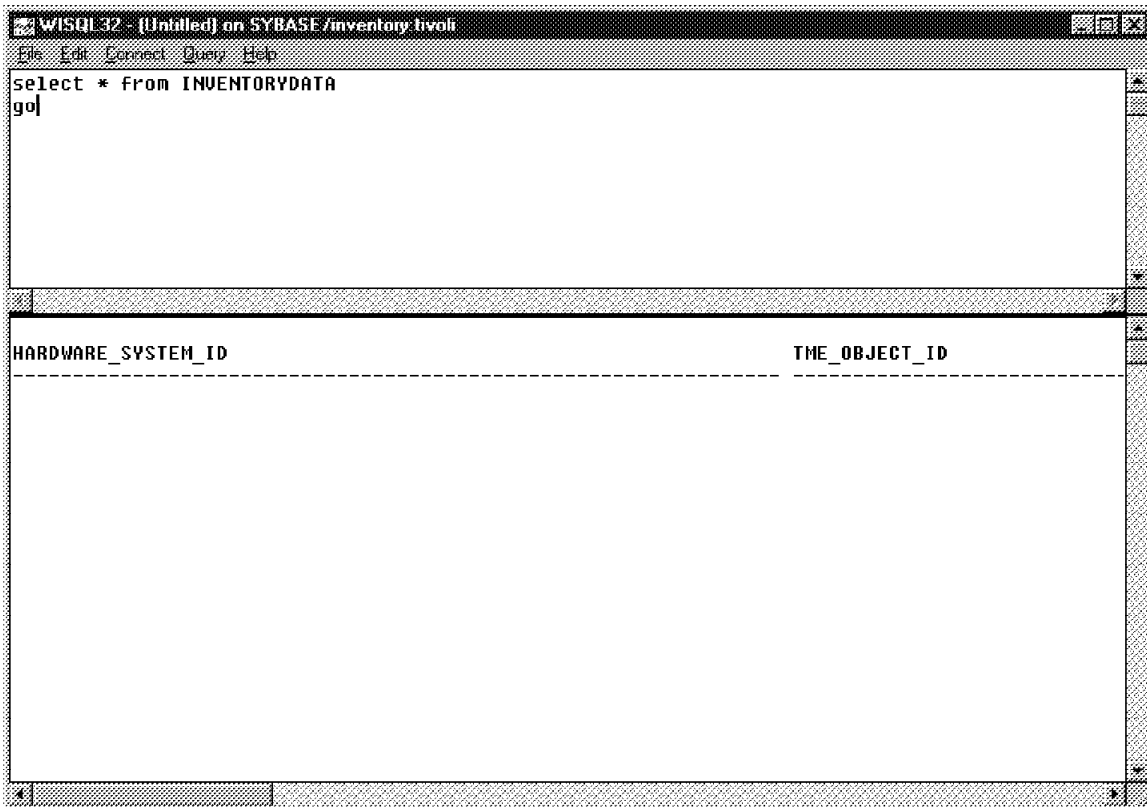 WISQL32 - (Untitled) on SYBASE/inventory:tivoli
File Edit Connect Query Help
select * from INVENTORYDATA
go
HARDWARE_SYSTEM_ID TME_OBJECT_ID